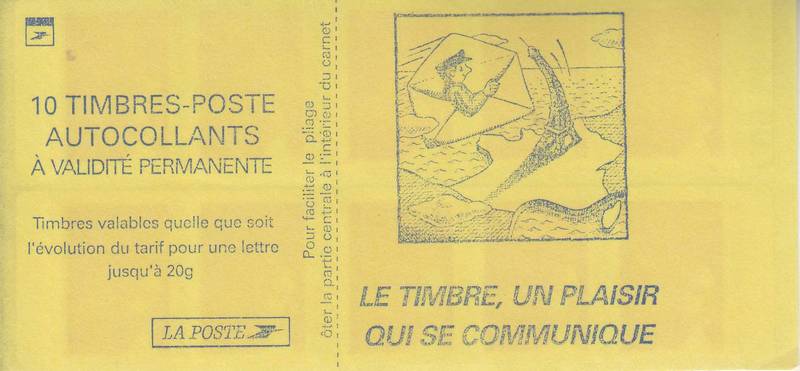 10 TIMBRES-POSTE
AUTOCOLLANTS
À VALIDITÉ PERMANENTE
Timbres valables quelle que soit
l'évolution du tarif pour une lettre
jusqu'à 20g
LA POSTE
Pour faciliter le pliage
ôter la partie centrale à l'intérieur du carnet
LE TIMBRE, UN PLAISIR
QUI SE COMMUNIQUE